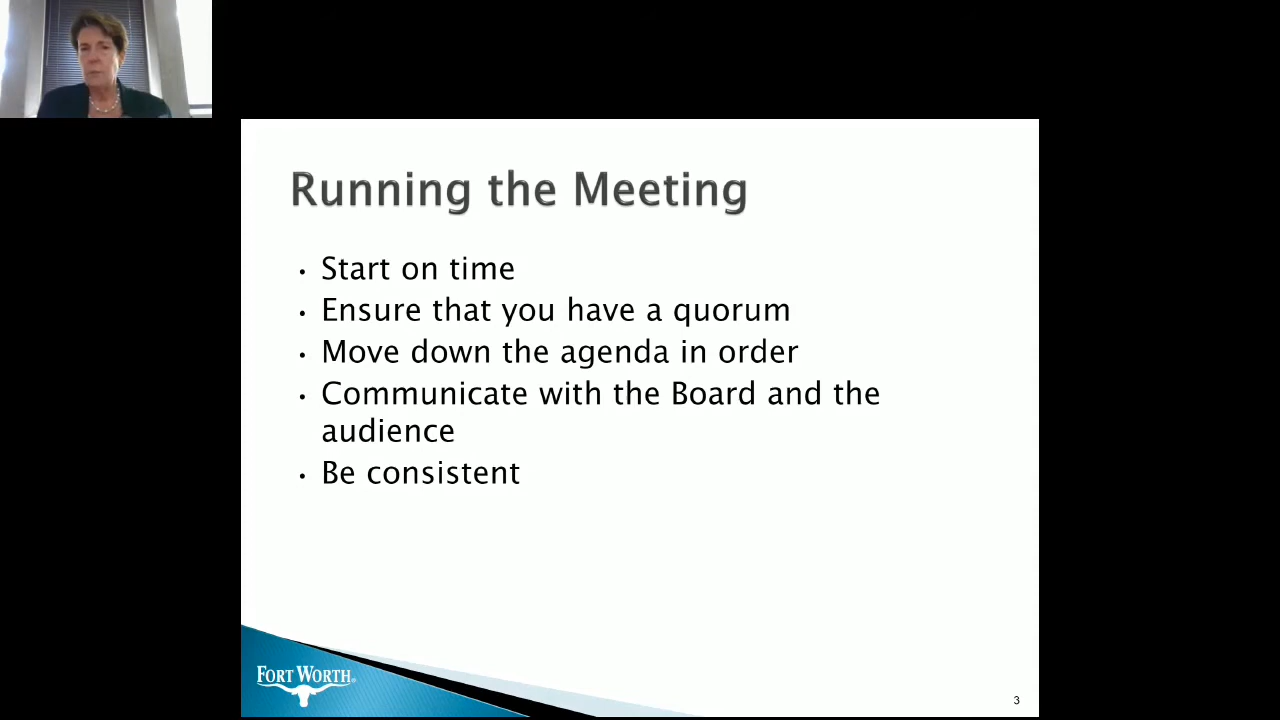 Running the Meeting
• Start on time
• Ensure that you have a quorum
• Move down the agenda in order
• Communicate with the Board and the
audience
• Be consistent
FORT WORTH®
3